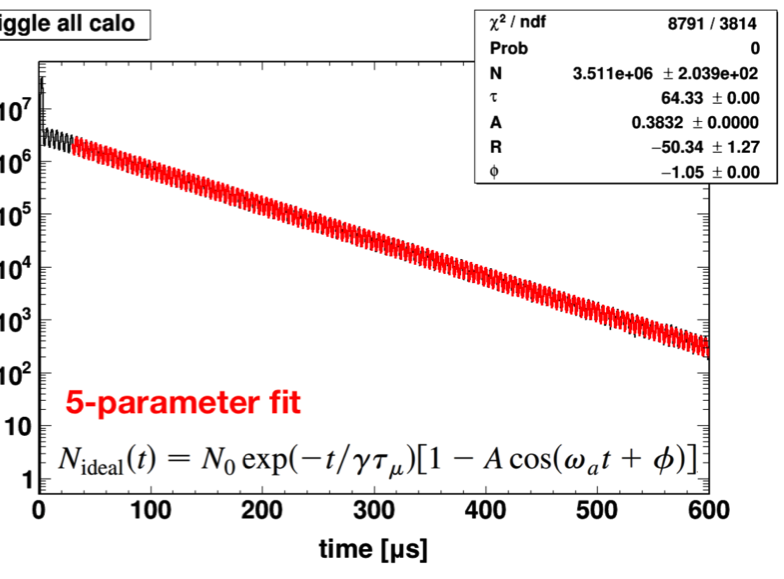 iggle all calo
χ² / ndf 8791 / 3814
Prob 0
N 3.511e+06 ± 2.039e+02
τ 64.33 ± 0.00
A 0.3832 ± 0.0000
R −50.34 ± 1.27
ϕ −1.05 ± 0.00
10⁷
10⁶
10⁵
10⁴
10³
10²
10
1
5-parameter fit
N_ideal(t) = N₀ exp(−t/γτ_μ)[1 − A cos(ω_a t + ϕ)]
0 100 200 300 400 500 600
time [μs]